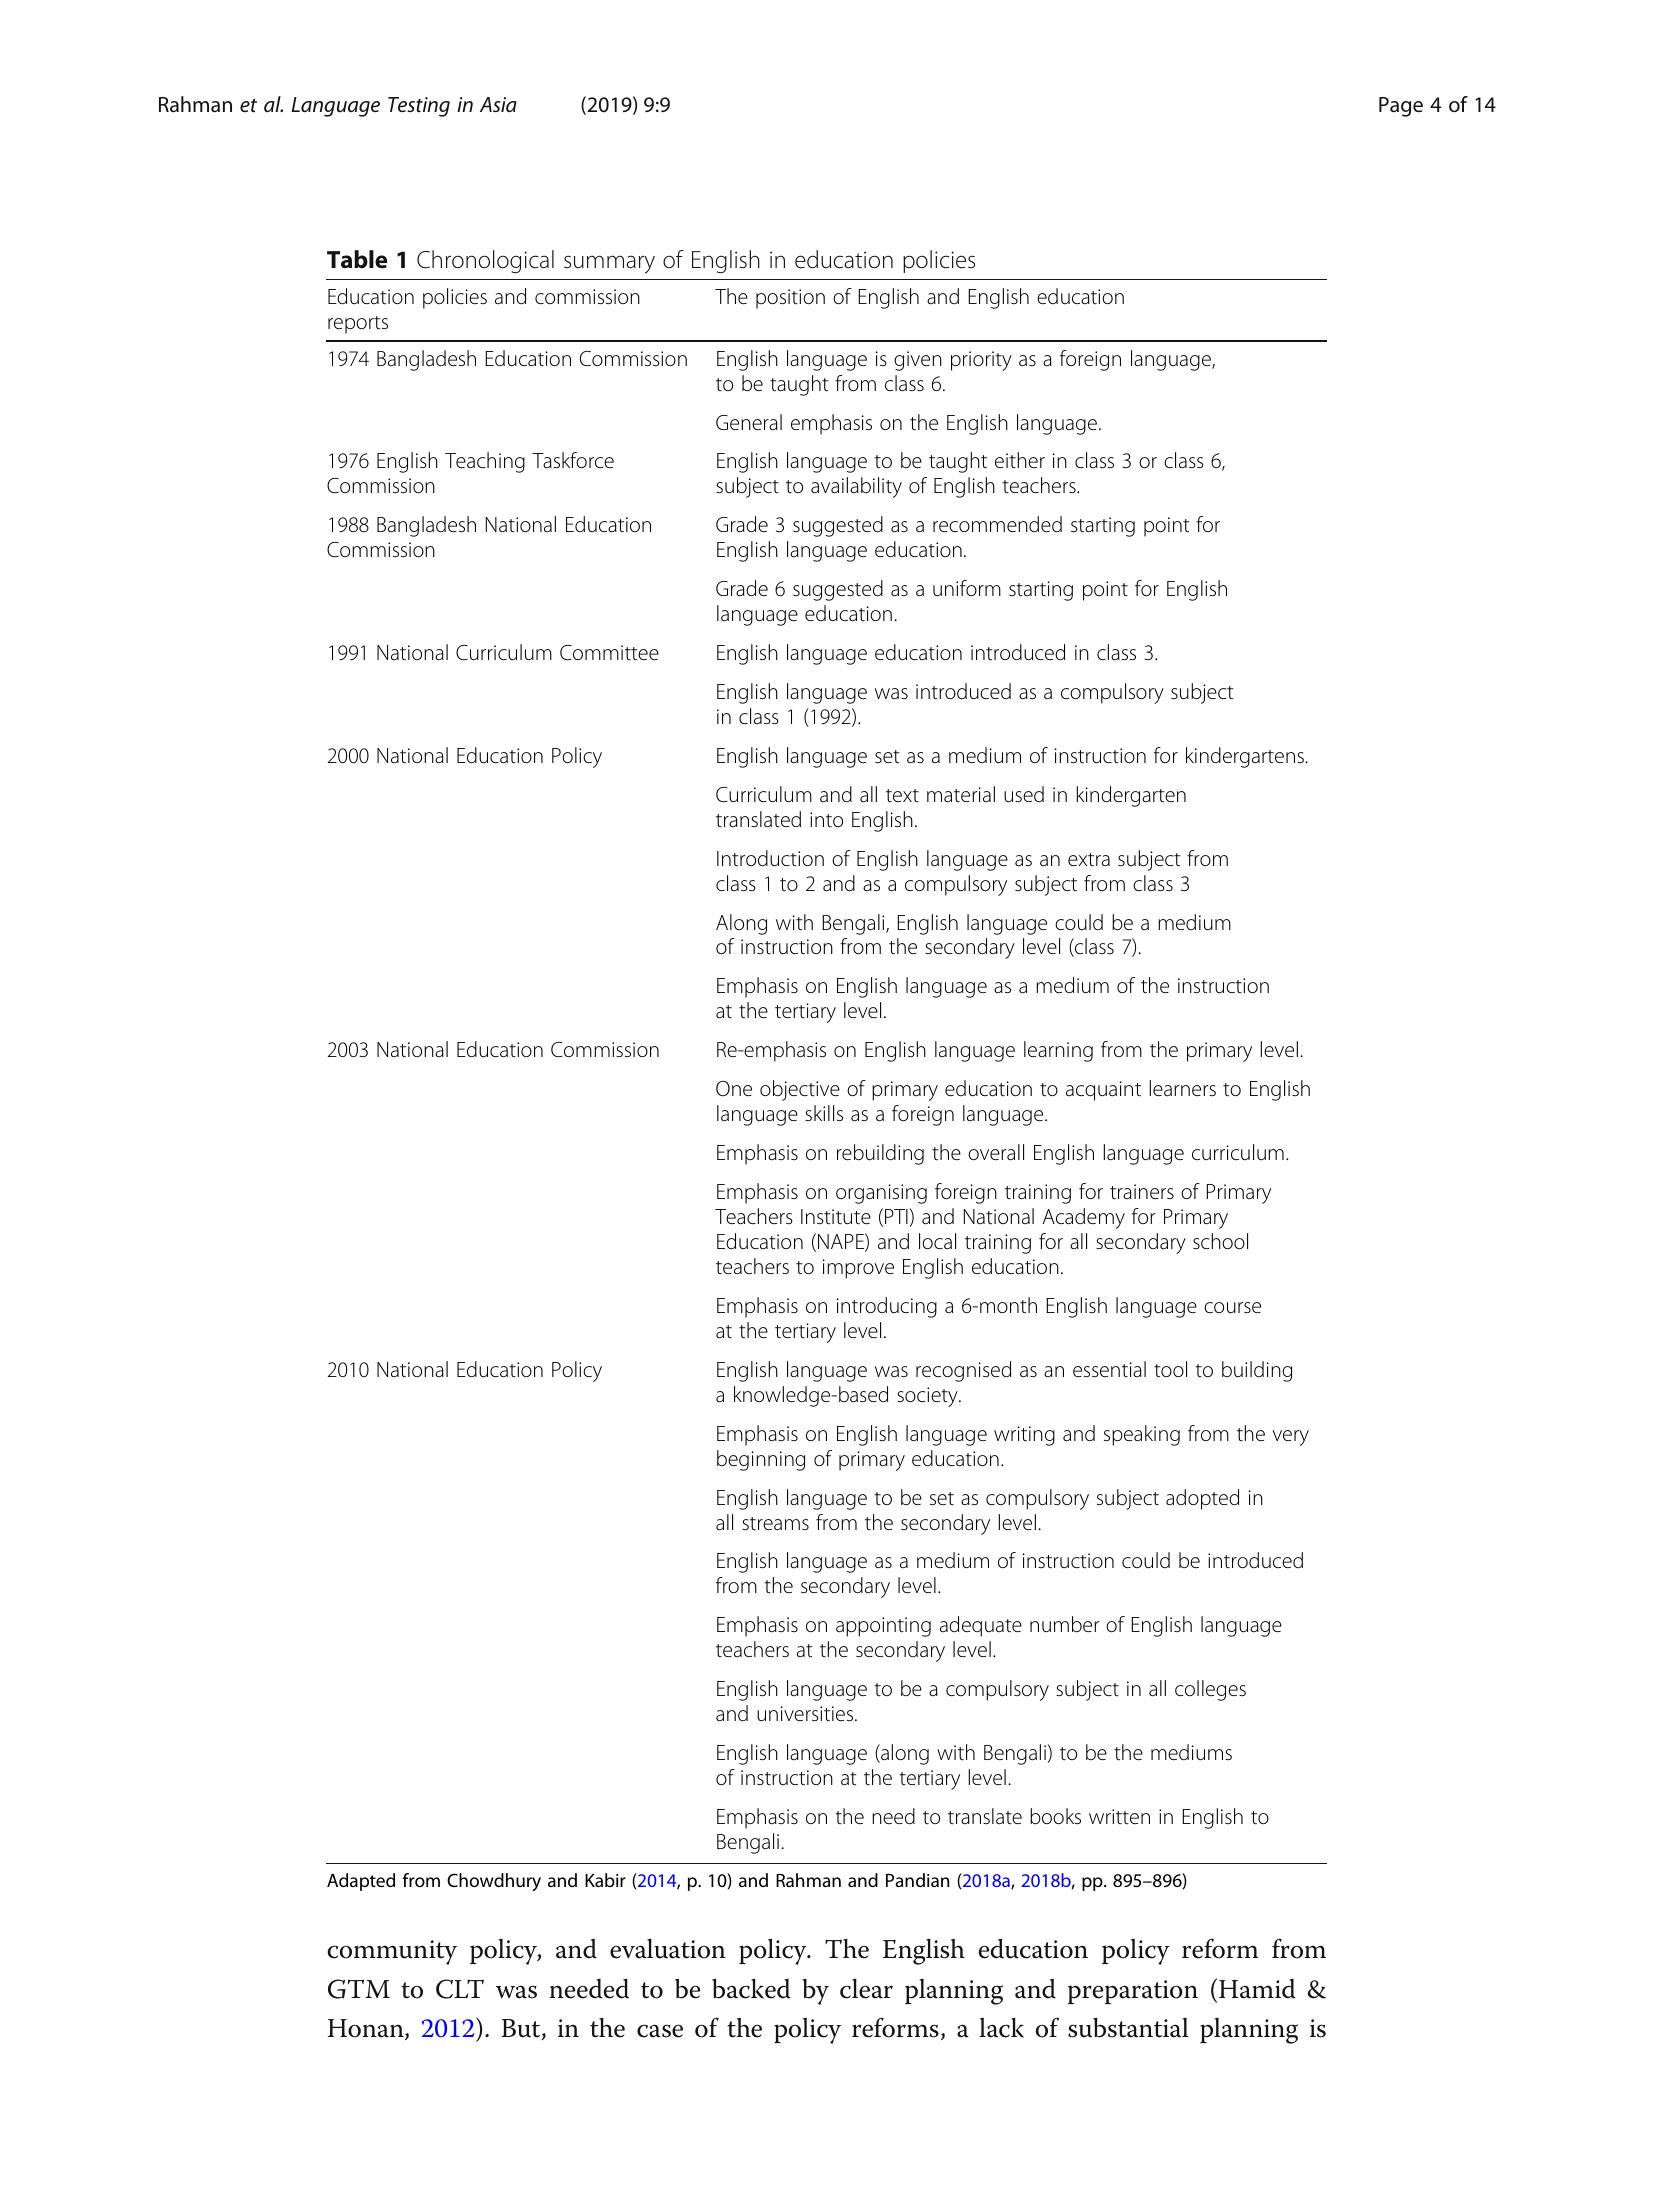 Rahman et al. Language Testing in Asia (2019) 9:9 Page 4 of 14
Table 1 Chronological summary of English in education policies
Education policies and commission reports
The position of English and English education
1974 Bangladesh Education Commission
English language is given priority as a foreign language,
to be taught from class 6.
General emphasis on the English language.
1976 English Teaching Taskforce
Commission
English language to be taught either in class 3 or class 6,
subject to availability of English teachers.
1988 Bangladesh National Education
Commission
Grade 3 suggested as a recommended starting point for
English language education.
Grade 6 suggested as a uniform starting point for English
language education.
1991 National Curriculum Committee
English language education introduced in class 3.
English language was introduced as a compulsory subject
in class 1 (1992).
2000 National Education Policy
English language set as a medium of instruction for kindergartens.
Curriculum and all text material used in kindergarten
translated into English.
Introduction of English language as an extra subject from
class 1 to 2 and as a compulsory subject from class 3
Along with Bengali, English language could be a medium
of instruction from the secondary level (class 7).
Emphasis on English language as a medium of the instruction
at the tertiary level.
2003 National Education Commission
Re-emphasis on English language learning from the primary level.
One objective of primary education to acquaint learners to English
language skills as a foreign language.
Emphasis on rebuilding the overall English language curriculum.
Emphasis on organising foreign training for trainers of Primary
Teachers Institute (PTI) and National Academy for Primary
Education (NAPE) and local training for all secondary school
teachers to improve English education.
Emphasis on introducing a 6-month English language course
at the tertiary level.
2010 National Education Policy
English language was recognised as an essential tool to building
a knowledge-based society.
Emphasis on English language writing and speaking from the very
beginning of primary education.
English language to be set as compulsory subject adopted in
all streams from the secondary level.
English language as a medium of instruction could be introduced
from the secondary level.
Emphasis on appointing adequate number of English language
teachers at the secondary level.
English language to be a compulsory subject in all colleges
and universities.
English language (along with Bengali) to be the mediums
of instruction at the tertiary level.
Emphasis on the need to translate books written in English to
Bengali.
Adapted from Chowdhury and Kabir (2014, p. 10) and Rahman and Pandian (2018a, 2018b, pp. 895–896)
community policy, and evaluation policy. The English education policy reform from
GTM to CLT was needed to be backed by clear planning and preparation (Hamid &
Honan, 2012). But, in the case of the policy reforms, a lack of substantial planning is